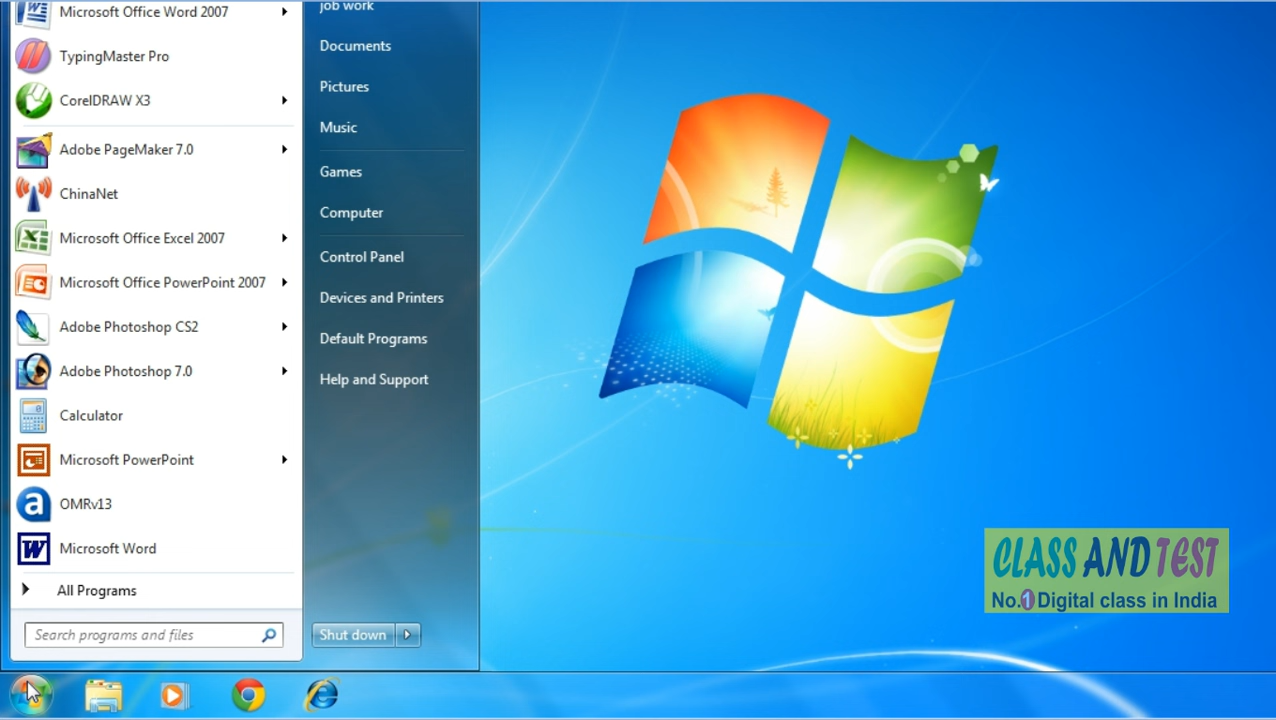 Microsoft Office Word 2007
TypingMaster Pro
CorelDRAW X3
Adobe PageMaker 7.0
ChinaNet
Microsoft Office Excel 2007
Microsoft Office PowerPoint 2007
Adobe Photoshop CS2
Adobe Photoshop 7.0
Calculator
Microsoft PowerPoint
OMRv13
Microsoft Word
All Programs
Search programs and files
job work
Documents
Pictures
Music
Games
Computer
Control Panel
Devices and Printers
Default Programs
Help and Support
Shut down
CLASS AND TEST
No.1 Digital class in India